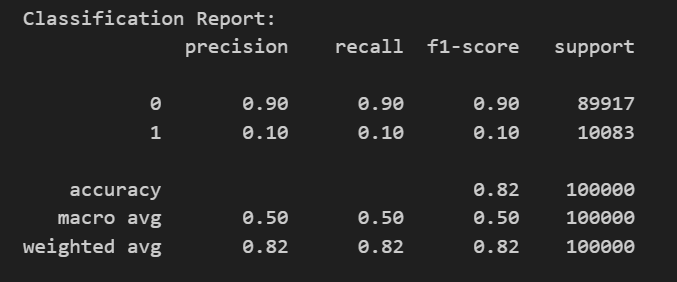 Classification Report:
precision recall f1-score support
0 0.90 0.90 0.90 89917
1 0.10 0.10 0.10 10083
accuracy 0.82 100000
macro avg 0.50 0.50 0.50 100000
weighted avg 0.82 0.82 0.82 100000